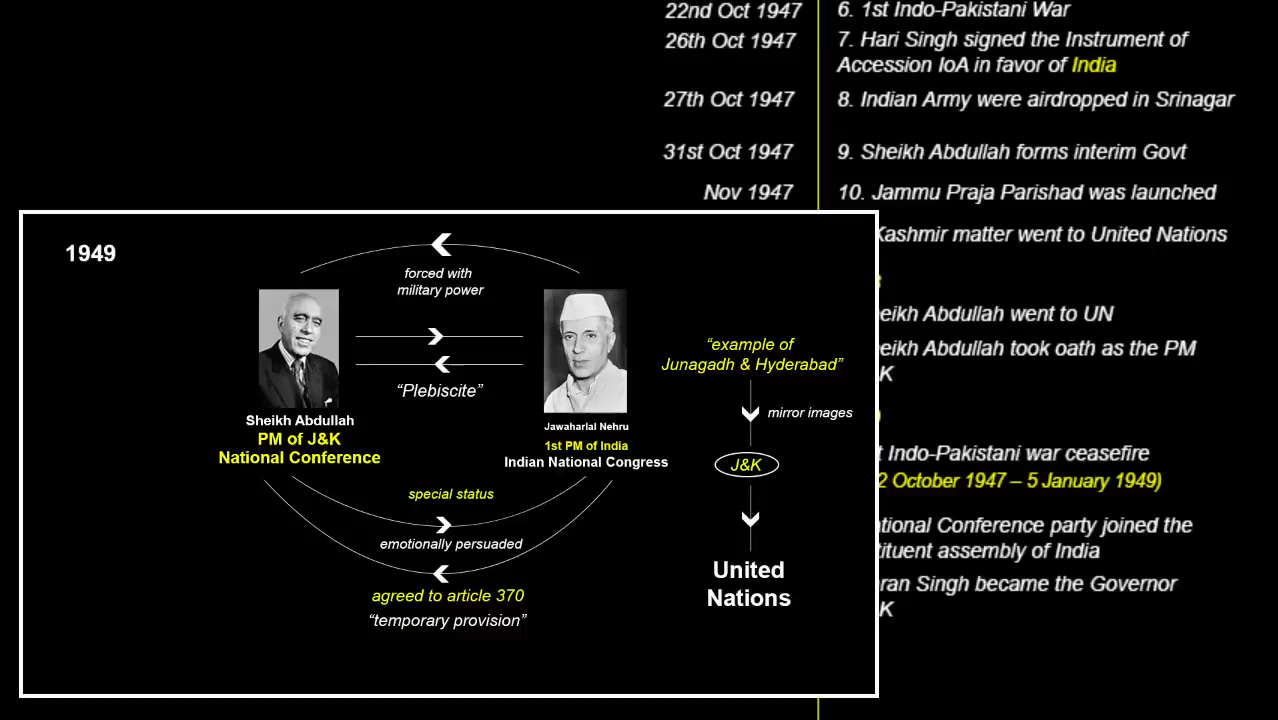 22nd Oct 1947
6. 1st Indo-Pakistani War
26th Oct 1947
7. Hari Singh signed the Instrument of
Accession IoA in favor of India
27th Oct 1947
8. Indian Army were airdropped in Srinagar
31st Oct 1947
9. Sheikh Abdullah forms interim Govt
Nov 1947
10. Jammu Praja Parishad was launched
Kashmir matter went to United Nations
eikh Abdullah went to UN
eikh Abdullah took oath as the PM
K
Indo-Pakistani war ceasefire
2 October 1947 – 5 January 1949)
tional Conference party joined the
tituent assembly of India
ran Singh became the Governor
K
1949
forced with
military power
“Plebiscite”
Sheikh Abdullah
PM of J&K
National Conference
Jawaharlal Nehru
1st PM of India
Indian National Congress
special status
emotionally persuaded
agreed to article 370
“temporary provision”
“example of
Junagadh & Hyderabad”
mirror images
J&K
United
Nations